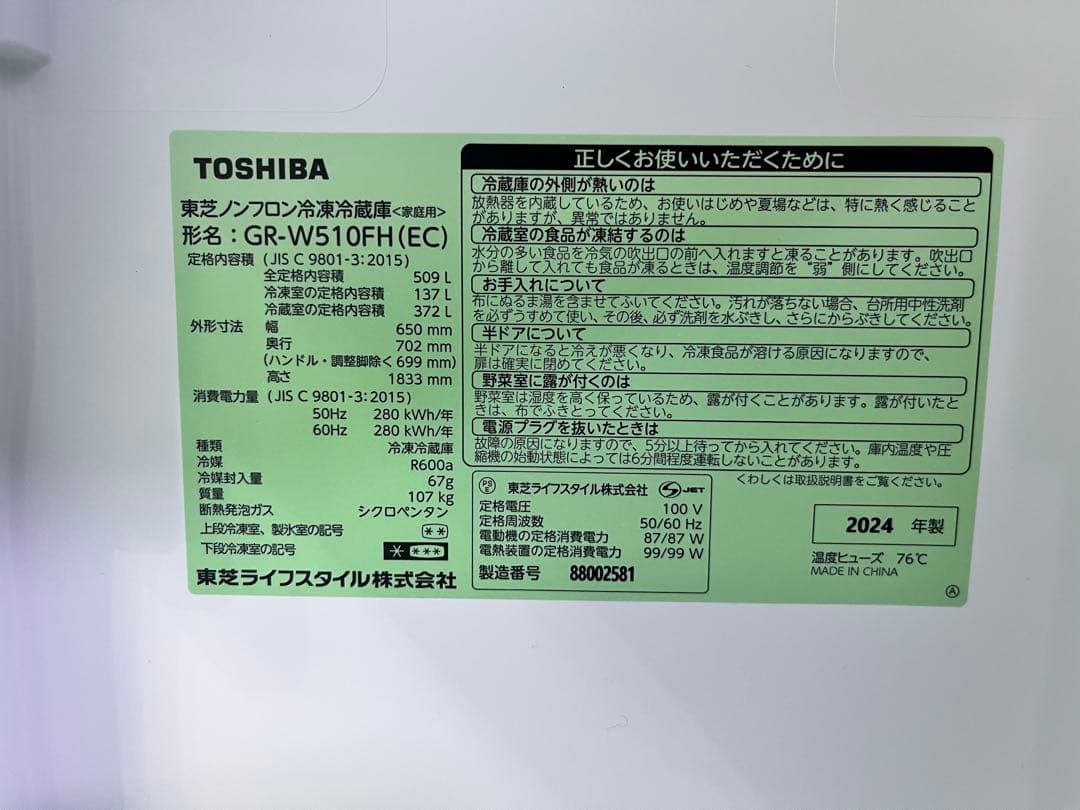 TOSHIBA
東芝ノンフロン冷凍冷蔵庫<家庭用>
形名：GR-W510FH(EC)
定格内容積（JIS C 9801-3：2015）
全定格内容積 509 L
冷凍室の定格内容積 137 L
冷蔵室の定格内容積 372 L
外形寸法 幅 650 mm
奥行 702 mm
(ハンドル・調整脚除く 699 mm)
高さ 1833 mm
消費電力量（JIS C 9801-3：2015）
50Hz 280 kWh/年
60Hz 280 kWh/年
種類 冷凍冷蔵庫
冷媒 R600a
冷媒封入量 67g
質量 107 kg
断熱発泡ガス シクロペンタン
上段冷凍室、製氷室の記号 **
下段冷凍室の記号 * ***
東芝ライフスタイル株式会社
正しくお使いいただくために
冷蔵庫の外側が熱いのは
放熱器を内蔵しているため、お使いはじめや夏場などは、特に熱く感じること
がありますが、異常ではありません。
冷蔵室の食品が凍結するのは
水分の多い食品を冷気の吹出口の前へ入れますと凍ることがあります。吹出口
から離して入れても食品が凍るときは、温度調節を“弱”側にしてください。
お手入れについて
布にぬるま湯を含ませてふいてください。汚れが落ちない場合、台所用中性洗剤
を必ずうすめて使い、その後、必ず洗剤を水ぶきし、さらにからぶきしてください。
半ドアについて
半ドアになると冷えが悪くなり、冷凍食品が溶ける原因になりますので、
扉は確実に閉めてください。
野菜室に露が付くのは
野菜室は湿度を高く保っているため、露が付くことがあります。露が付いたと
きは、布でふきとってください。
電源プラグを抜いたときは
故障の原因になりますので、5分以上待ってから入れてください。庫内温度や圧
縮機の始動状態によっては6分間程度運転しないことがあります。
くわしくは取扱説明書をご覧ください。
PSE 東芝ライフスタイル株式会社 S JET
定格電圧 100 V
定格周波数 50/60 Hz
電動機の定格消費電力 87/87 W
電熱装置の定格消費電力 99/99 W
製造番号 88002581
2024 年製
温度ヒューズ 76℃
MADE IN CHINA
A